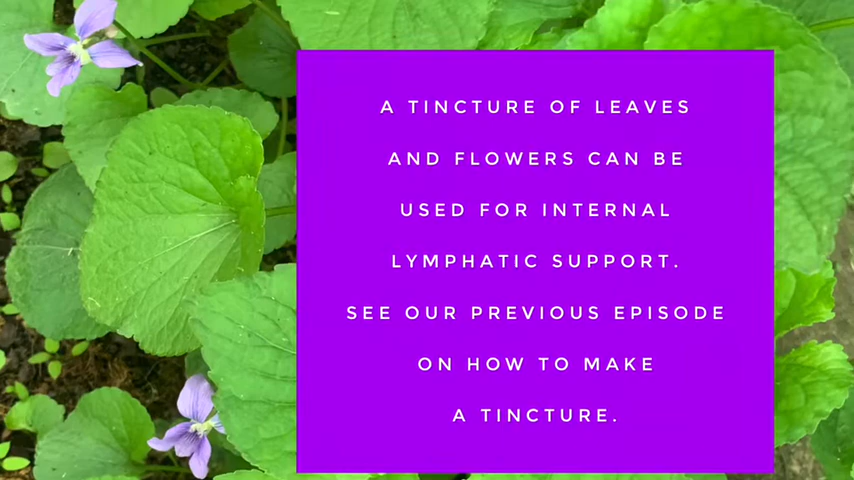 A TINCTURE OF LEAVES
AND FLOWERS CAN BE
USED FOR INTERNAL
LYMPHATIC SUPPORT.
SEE OUR PREVIOUS EPISODE
ON HOW TO MAKE
A TINCTURE.